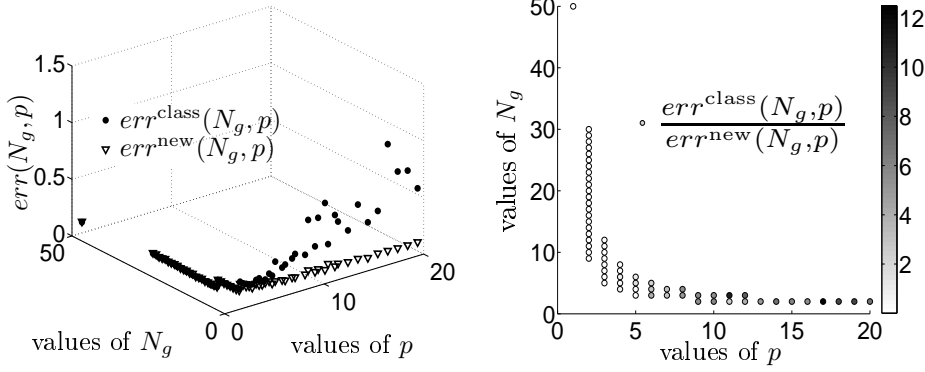 1.5
1
0.5
0
50
0
0
10
20
err(N_g, p)
err^class(N_g, p)
err^new(N_g, p)
values of N_g
values of p
50
40
30
20
10
0
values of N_g
err^class(N_g, p)
err^new(N_g, p)
0
5
10
15
20
values of p
12
10
8
6
4
2